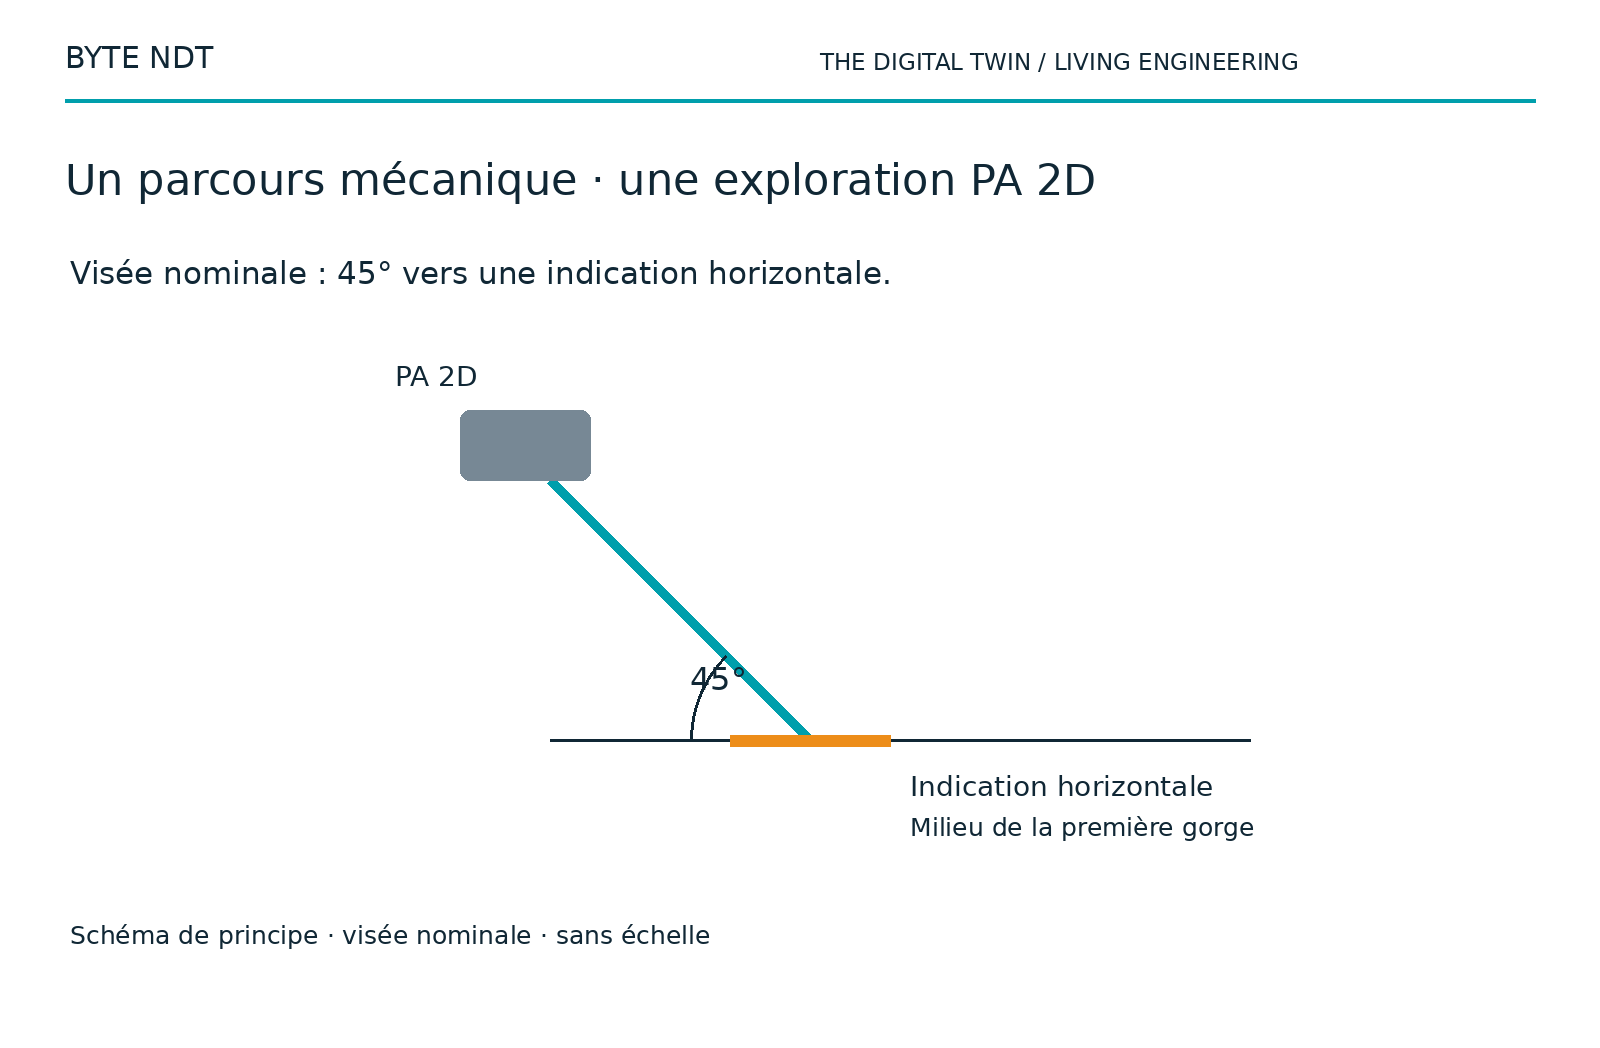 BYTE NDT
THE DIGITAL TWIN / LIVING ENGINEERING
Un parcours mécanique · une exploration PA 2D
Visée nominale : 45° vers une indication horizontale.
PA 2D
45°
Indication horizontale
Milieu de la première gorge
Schéma de principe · visée nominale · sans échelle